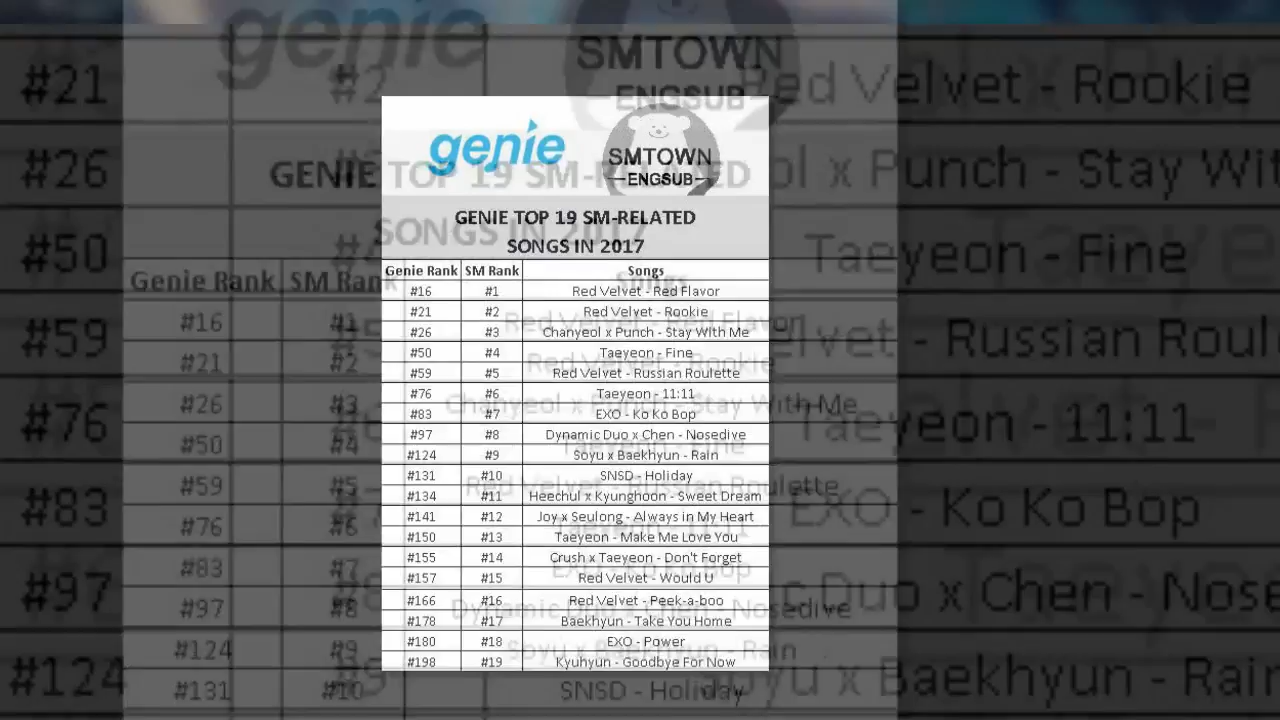 genie
SMTOWN
ENGSUB
GENIE TOP 19 SM-RELATED
SONGS IN 2017
Genie Rank SM Rank Songs
#16 #1 Red Velvet - Red Flavor
#21 #2 Red Velvet - Rookie
#26 #3 Chanyeol x Punch - Stay With Me
#50 #4 Taeyeon - Fine
#59 #5 Red Velvet - Russian Roulette
#76 #6 Taeyeon - 11:11
#83 #7 EXO - Ko Ko Bop
#97 #8 Dynamic Duo x Chen - Nosedive
#124 #9 Soyu x Baekhyun - Rain
#131 #10 SNSD - Holiday
#134 #11 Heechul x Kyunghoon - Sweet Dream
#141 #12 Joy x Seulong - Always in My Heart
#150 #13 Taeyeon - Make Me Love You
#155 #14 Crush x Taeyeon - Don't Forget
#157 #15 Red Velvet - Would U
#166 #16 Red Velvet - Peek-a-boo
#178 #17 Baekhyun - Take You Home
#180 #18 EXO - Power
#198 #19 Kyuhyun - Goodbye For Now